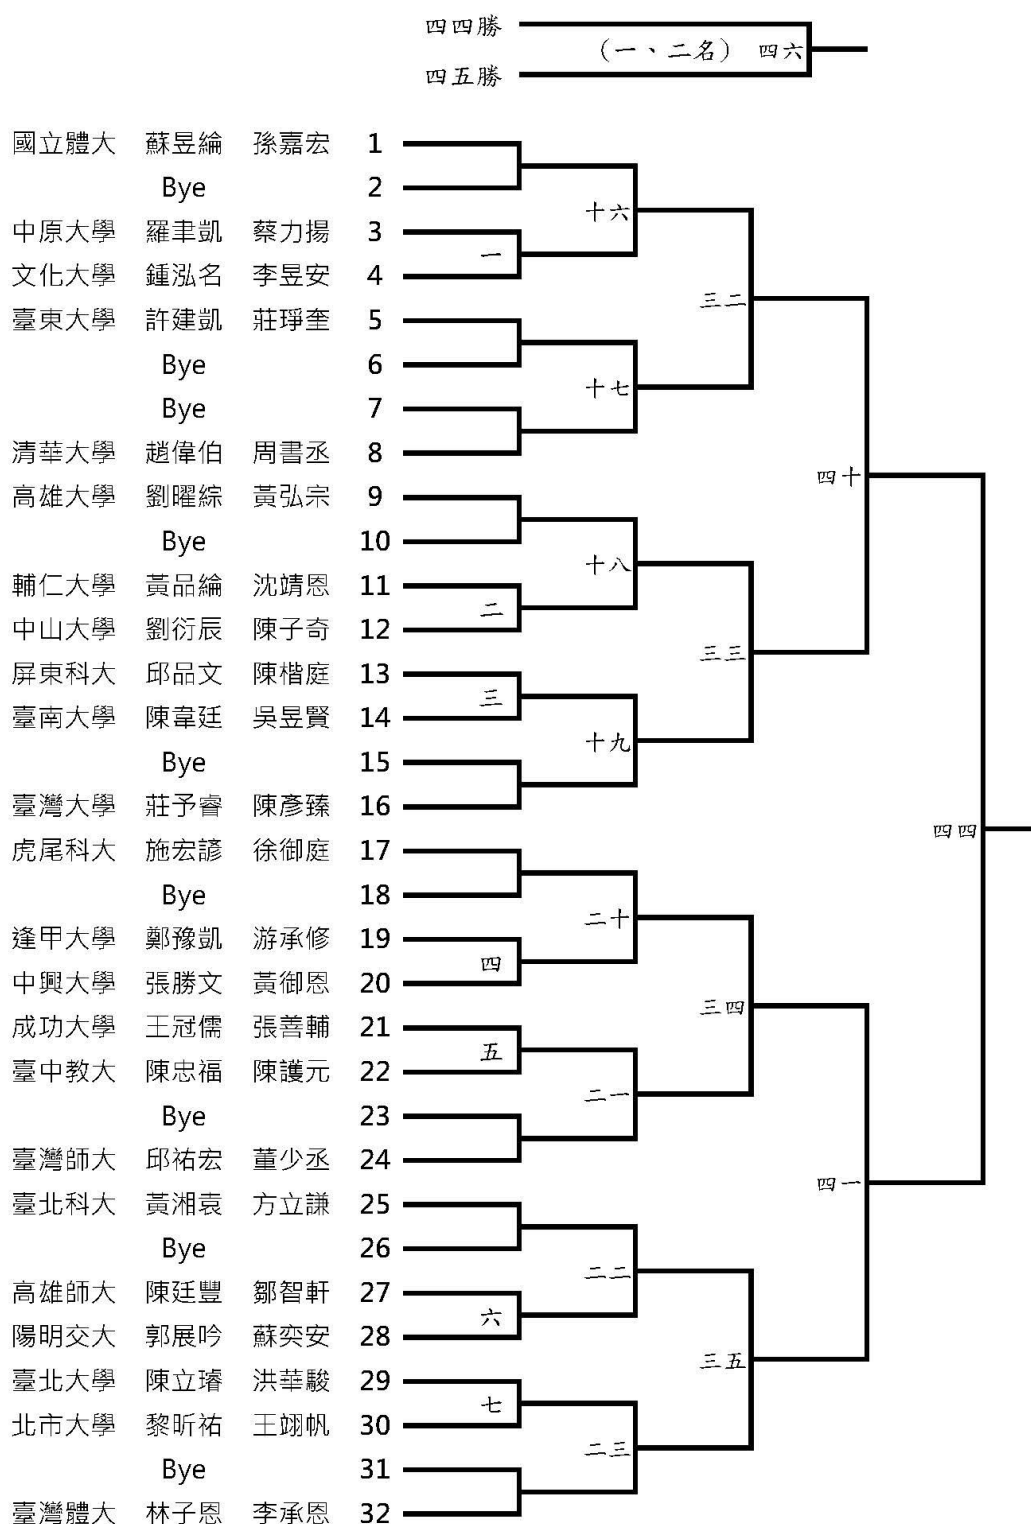 四四勝
(一、二名) 四六
四五勝
國立體大 蘇昱綸 孫嘉宏 1
Bye 2
十六
中原大學 羅聿凱 蔡力揚 3
一
文化大學 鍾泓名 李昱安 4
三二
臺東大學 許建凱 莊琤奎 5
Bye 6
十七
Bye 7
清華大學 趙偉伯 周書丞 8
四十
高雄大學 劉曜綜 黃弘宗 9
Bye 10
十八
輔仁大學 黃品綸 沈靖恩 11
二
中山大學 劉衍辰 陳子奇 12
三三
屏東科大 邱品文 陳楷庭 13
三
臺南大學 陳韋廷 吳昱賢 14
十九
Bye 15
臺灣大學 莊予睿 陳彥臻 16
四四
虎尾科大 施宏諺 徐御庭 17
Bye 18
二十
逢甲大學 鄭豫凱 游承修 19
四
中興大學 張勝文 黃御恩 20
三四
成功大學 王冠儒 張善輔 21
五
臺中教大 陳忠福 陳護元 22
二一
Bye 23
臺灣師大 邱祐宏 董少丞 24
四一
臺北科大 黃湘袁 方立謙 25
Bye 26
二二
高雄師大 陳廷豐 鄒智軒 27
六
陽明交大 郭展吟 蘇奕安 28
三五
臺北大學 陳立璿 洪華駿 29
七
北市大學 黎昕祐 王翊帆 30
二三
Bye 31
臺灣體大 林子恩 李承恩 32